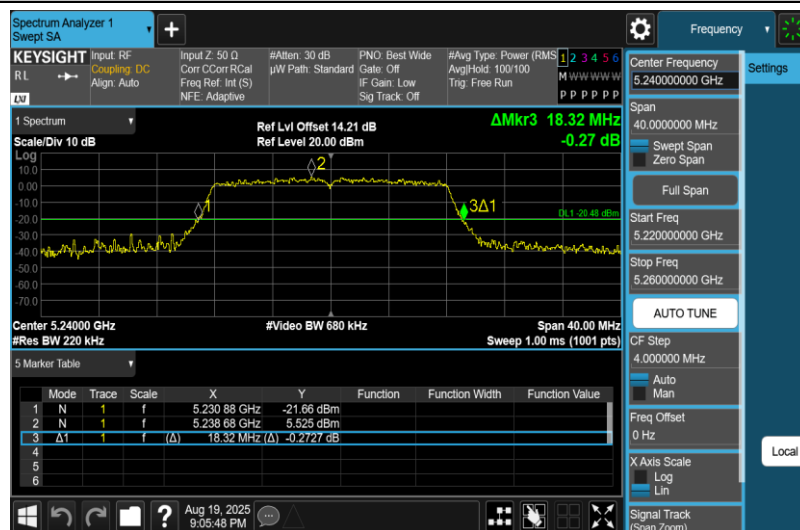 Spectrum Analyzer 1
Swept SA
+
Frequency
KEYSIGHT
RL
LXI
Input: RF
Coupling: DC
Align: Auto
Input Z: 50 Ω
Corr CCorr RCal
Freq Ref: Int (S)
NFE: Adaptive
#Atten: 30 dB
µW Path: Standard
PNO: Best Wide
Gate: Off
IF Gain: Low
Sig Track: Off
#Avg Type: Power (RMS
Avg|Hold: 100/100
Trig: Free Run
1 2 3 4 5 6
M W W W W W
P P P P P P
1 Spectrum
Scale/Div 10 dB
Ref Lvl Offset 14.21 dB
Ref Level 20.00 dBm
ΔMkr3 18.32 MHz
-0.27 dB
Log
10.0
0.00
-10.0
-20.0
-30.0
-40.0
-50.0
-60.0
-70.0
1
2
3Δ1
DL1 -20.48 dBm
Center 5.24000 GHz
#Res BW 220 kHz
#Video BW 680 kHz
Span 40.00 MHz
Sweep 1.00 ms (1001 pts)
5 Marker Table
Mode Trace Scale X Y Function Function Width Function Value
1 N 1 f 5.230 88 GHz -21.66 dBm
2 N 1 f 5.238 68 GHz 5.525 dBm
3 Δ1 1 f (Δ) 18.32 MHz (Δ) -0.2727 dB
4
5
6
?
Aug 19, 2025
9:05:48 PM
Center Frequency
5.240000000 GHz
Span
40.0000000 MHz
Swept Span
Zero Span
Full Span
Start Freq
5.220000000 GHz
Stop Freq
5.260000000 GHz
AUTO TUNE
CF Step
4.000000 MHz
Auto
Man
Freq Offset
0 Hz
X Axis Scale
Log
Lin
Signal Track
(Span Zoom)
Settings
Local